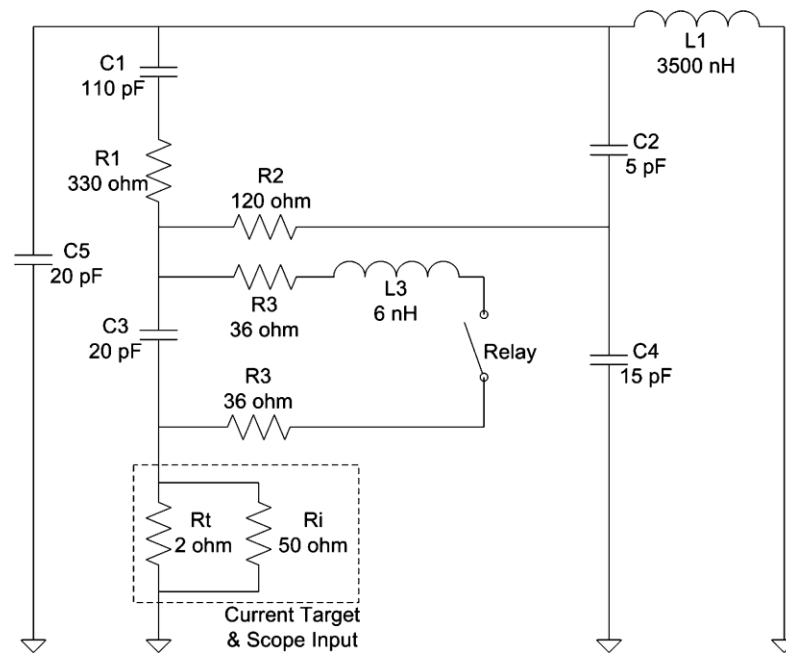 L1
3500 nH
C1
110 pF
C2
5 pF
R1
330 ohm
R2
120 ohm
C5
20 pF
L3
6 nH
R3
36 ohm
C3
20 pF
Relay
C4
15 pF
R3
36 ohm
Rt
2 ohm
Ri
50 ohm
Current Target
& Scope Input